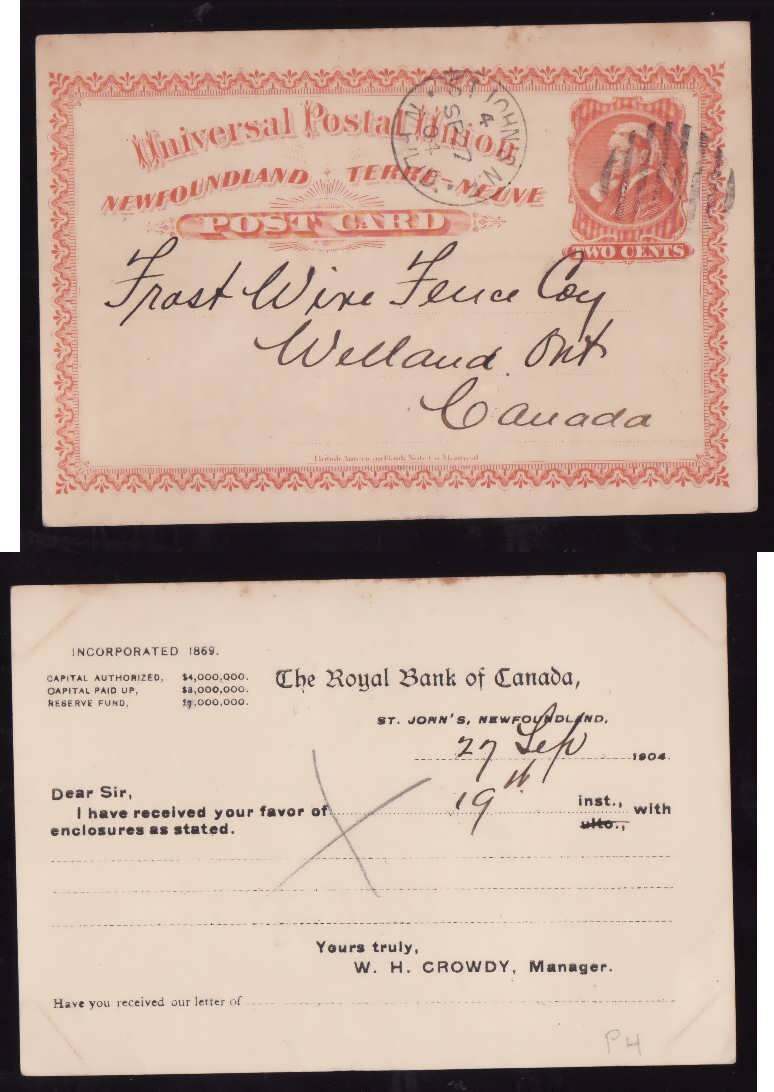 Universal Postal Union
NEWFOUNDLAND TERRE-NEUVE
POST CARD
TWO CENTS
Frost Wire Fence Coy
Welland. Ont
Canada
INCORPORATED 1869.
CAPITAL AUTHORIZED, $4,000,000.
CAPITAL PAID UP, $3,000,000.
RESERVE FUND,
The Royal Bank of Canada,
ST. JOHN'S, NEWFOUNDLAND,
27 Sep 1904
Dear Sir,
I have received your favor of 19th inst., with
ulto.,
enclosures as stated.
Yours truly,
W. H. CROWDY, Manager.
Have you received our letter of
P4